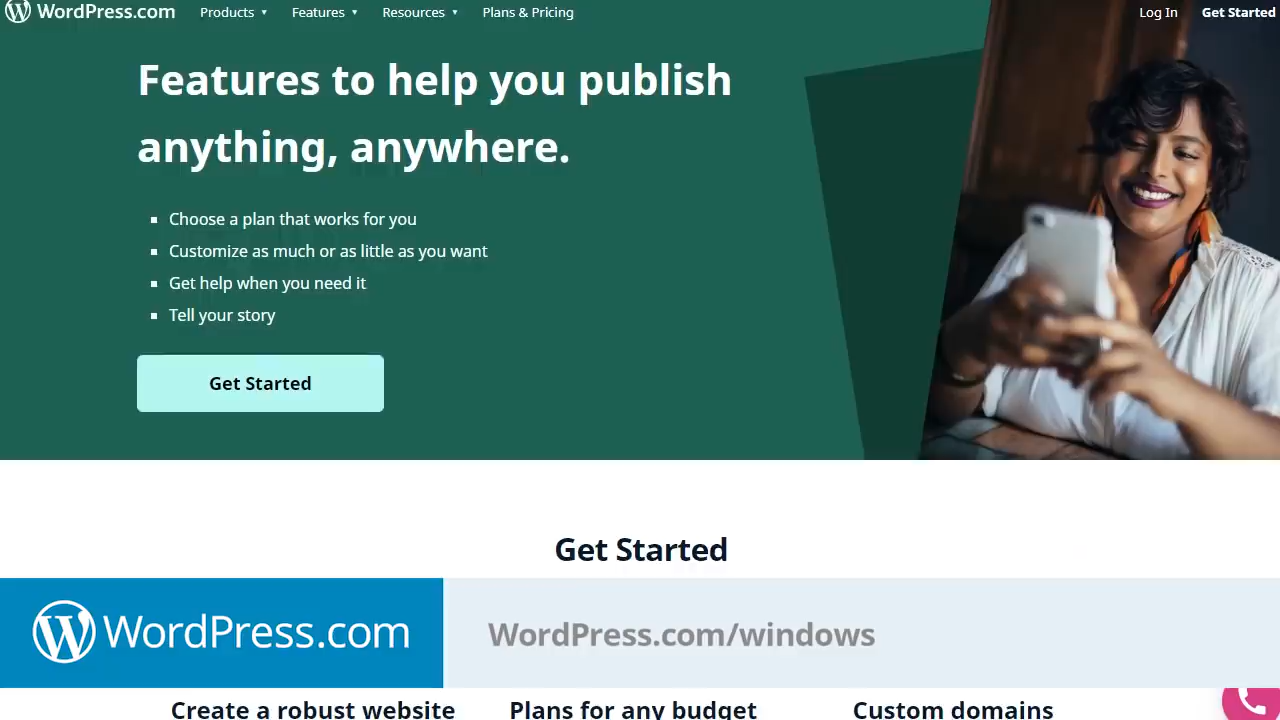 WordPress.com Products Features Resources Plans & Pricing Log In Get Started
Features to help you publish
anything, anywhere.
Choose a plan that works for you
Customize as much or as little as you want
Get help when you need it
Tell your story
Get Started
Get Started
WordPress.com WordPress.com/windows
Create a robust website Plans for any budget Custom domains